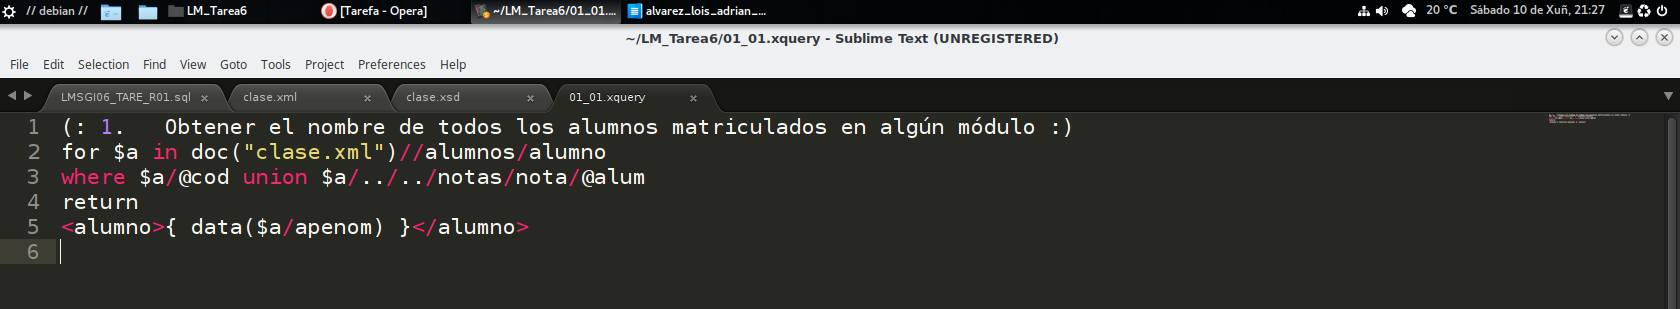 // debian //
LM_Tarea6
[Tarefa - Opera]
~/LM_Tarea6/01_01....
alvarez_lois_adrian_...
20 °C
Sábado 10 de Xuñ, 21:27
~/LM_Tarea6/01_01.xquery - Sublime Text (UNREGISTERED)
File Edit Selection Find View Goto Tools Project Preferences Help
LMSGI06_TARE_R01.sql
clase.xml
clase.xsd
01_01.xquery
1 (: 1.   Obtener el nombre de todos los alumnos matriculados en algún módulo :)
2 for $a in doc("clase.xml")//alumnos/alumno
3 where $a/@cod union $a/../../notas/nota/@alum
4 return
5 <alumno>{ data($a/apenom) }</alumno>
6